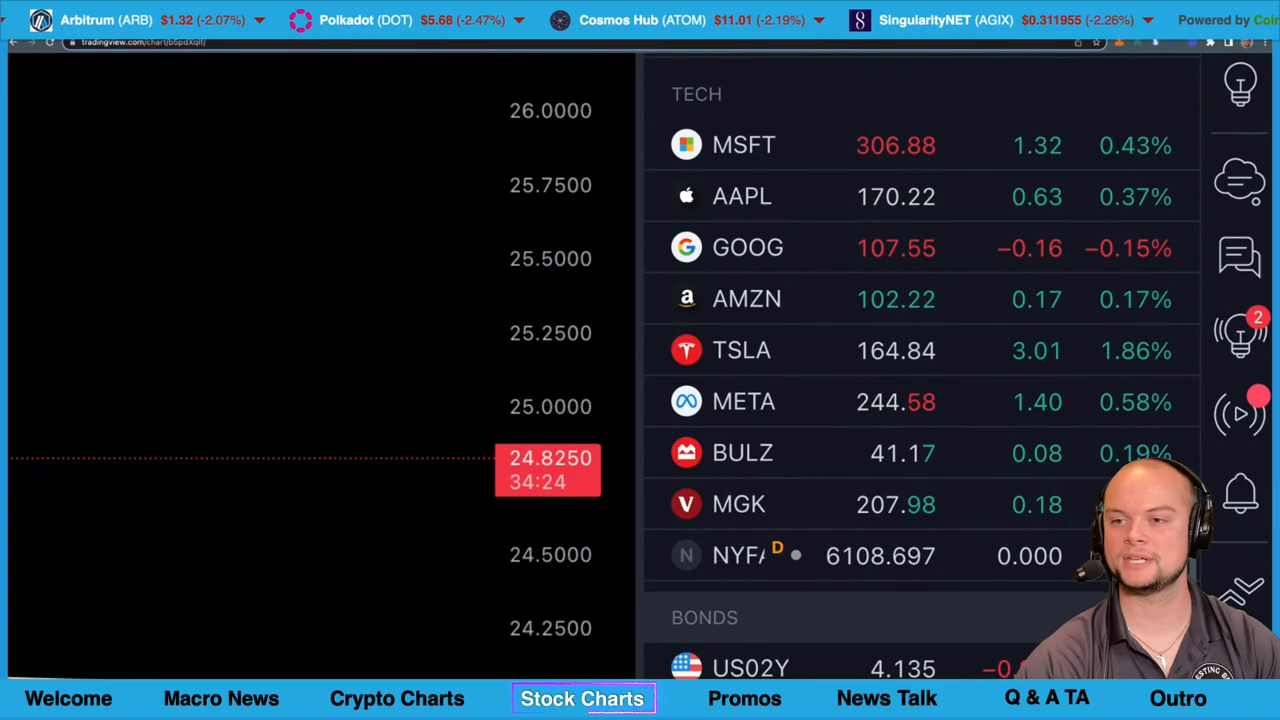 Arbitrum (ARB) $1.32 (-2.07%) Polkadot (DOT) $5.68 (-2.47%) Cosmos Hub (ATOM) $11.01 (-2.19%) SingularityNET (AGIX) $0.311955 (-2.26%) Powered by
26.0000
25.7500
25.5000
25.2500
25.0000
24.8250
34:24
24.5000
24.2500
TECH
MSFT 306.88 1.32 0.43%
AAPL 170.22 0.63 0.37%
GOOG 107.55 −0.16 −0.15%
AMZN 102.22 0.17 0.17%
TSLA 164.84 3.01 1.86%
META 244.58 1.40 0.58%
BULZ 41.17 0.08 0.19%
MGK 207.98 0.18
N NYFA D 6108.697 0.000
BONDS
US02Y 4.135
2
Welcome Macro News Crypto Charts Stock Charts Promos News Talk Q & A TA Outro